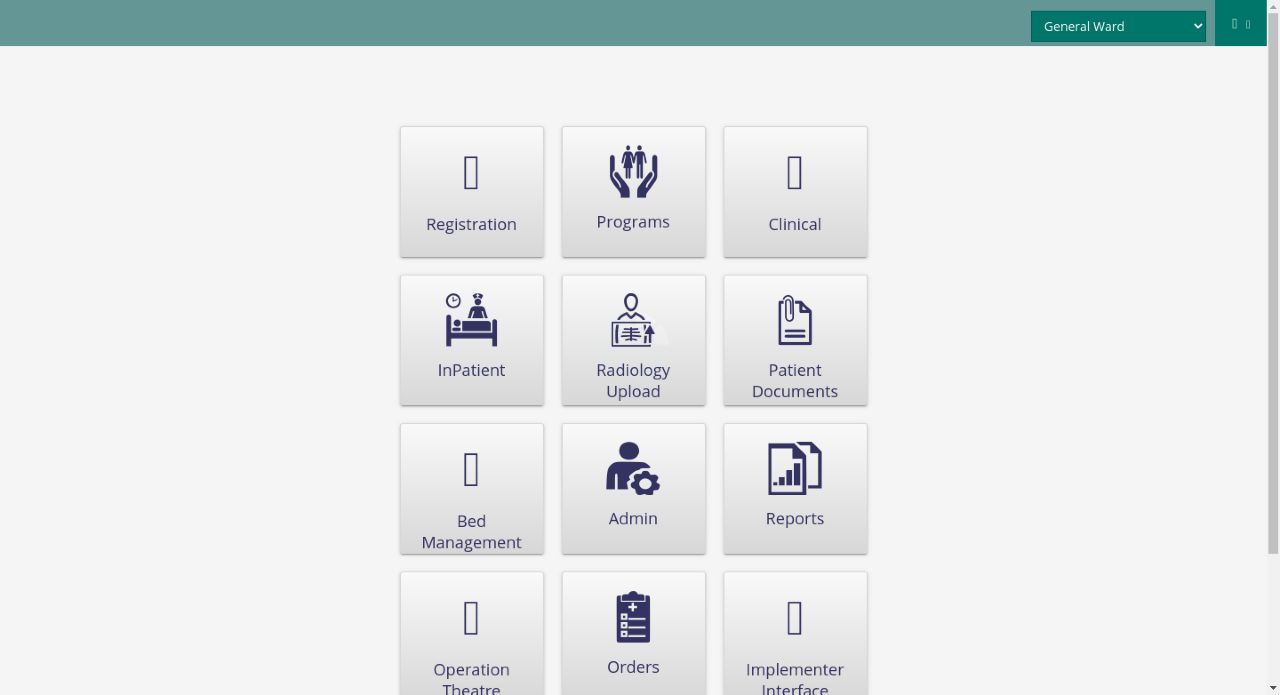 General Ward
Registration
Programs
Clinical
InPatient
Radiology
Upload
Patient
Documents
Bed
Management
Admin
Reports
Operation
Theatre
Orders
Implementer
Interface